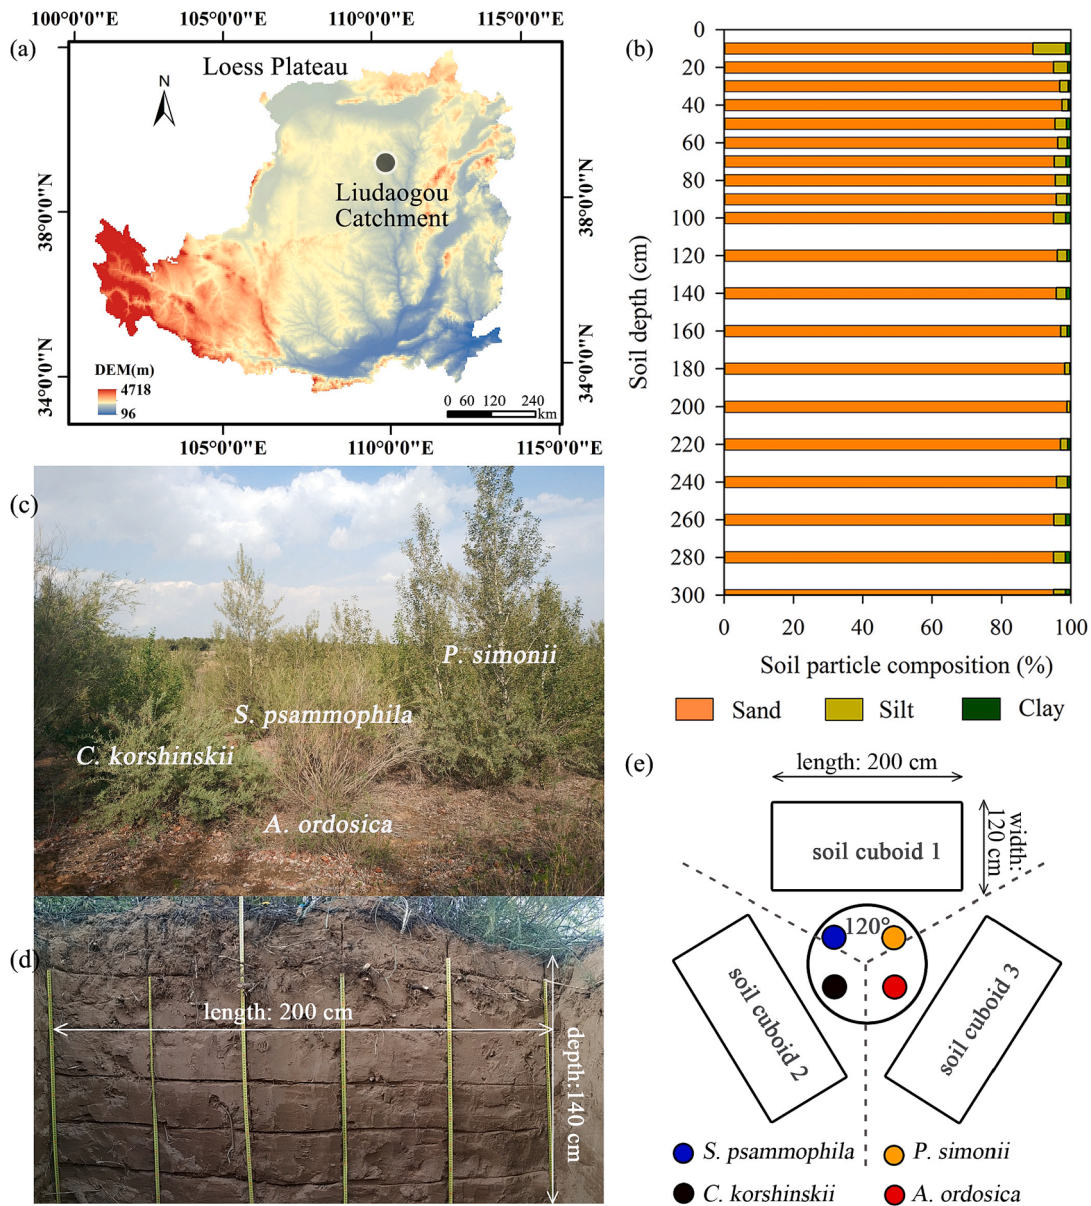 100°0'0"E 105°0'0"E 110°0'0"E 115°0'0"E
(a)
Loess Plateau
N
Liudaogou
Catchment
38°0'0"N
34°0'0"N
38°0'0"N
34°0'0"N
DEM(m)
4718
96
0 60 120 240
km
105°0'0"E 110°0'0"E 115°0'0"E
(b)
0
20
40
60
80
100
120
140
160
180
200
220
240
260
280
300
Soil depth (cm)
0 20 40 60 80 100
Soil particle composition (%)
Sand Silt Clay
(c)
P. simonii
S. psammophila
C. korshinskii
A. ordosica
(d)
length: 200 cm
depth:140 cm
(e)
length: 200 cm
width:
120 cm
soil cuboid 1
120°
soil cuboid 2
soil cuboid 3
S. psammophila P. simonii
C. korshinskii A. ordosica